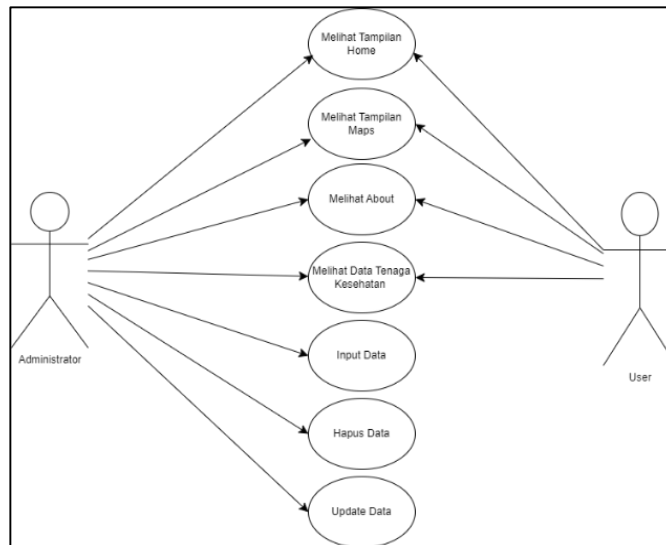 Melihat Tampilan
Home
Melihat Tampilan
Maps
Melihat About
Melihat Data Tenaga
Kesehatan
Administrator
Input Data
User
Hapus Data
Update Data